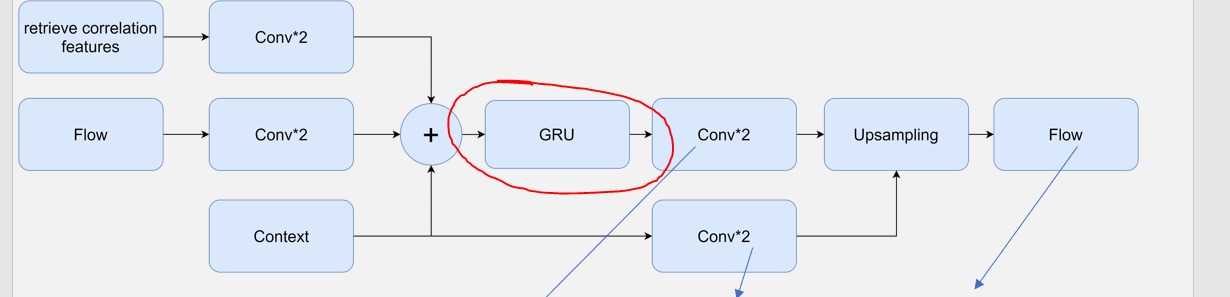 retrieve correlation
features
Conv*2
Flow
Conv*2
+
GRU
Conv*2
Upsampling
Flow
Context
Conv*2